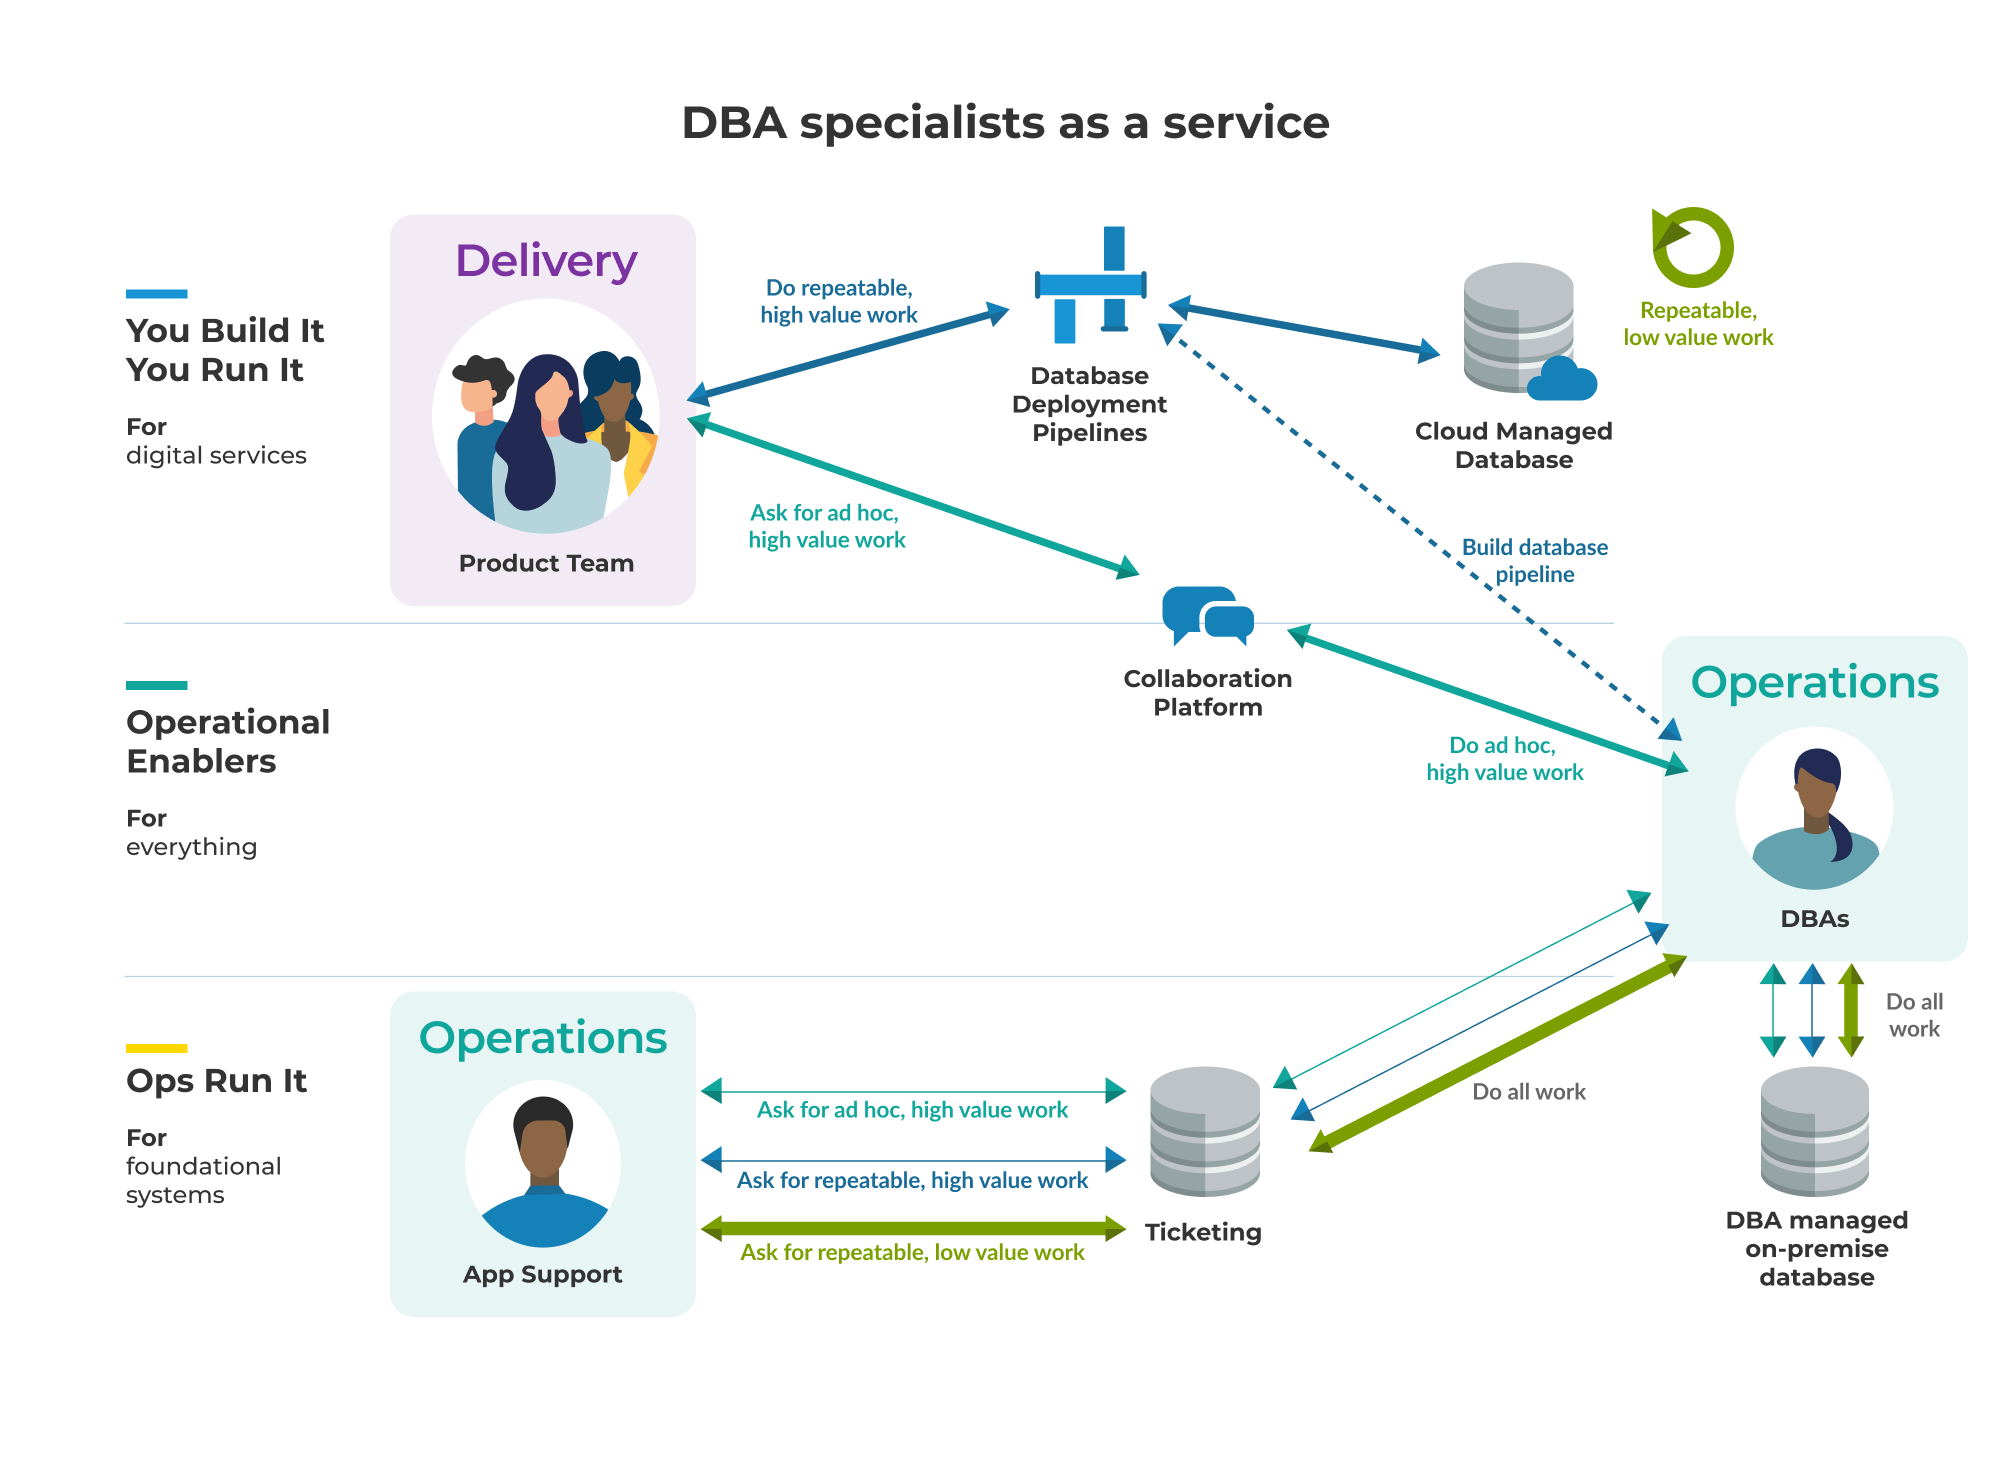 DBA specialists as a service
You Build It
You Run It
For
digital services
Delivery
Product Team
Do repeatable,
high value work
Ask for ad hoc,
high value work
Database
Deployment
Pipelines
Cloud Managed
Database
Repeatable,
low value work
Build database
pipeline
Operational
Enablers
For
everything
Collaboration
Platform
Do ad hoc,
high value work
Operations
DBAs
Ops Run It
For
foundational
systems
Operations
App Support
Ask for ad hoc, high value work
Ask for repeatable, high value work
Ask for repeatable, low value work
Ticketing
Do all work
Do all
work
DBA managed
on-premise
database